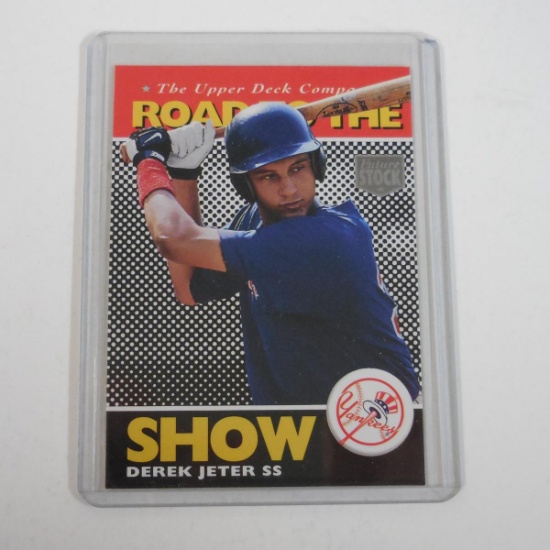 ★ The Upper Deck Compa
ROAD TO THE
Future
STOCK
Yankees
SHOW
DEREK JETER SS